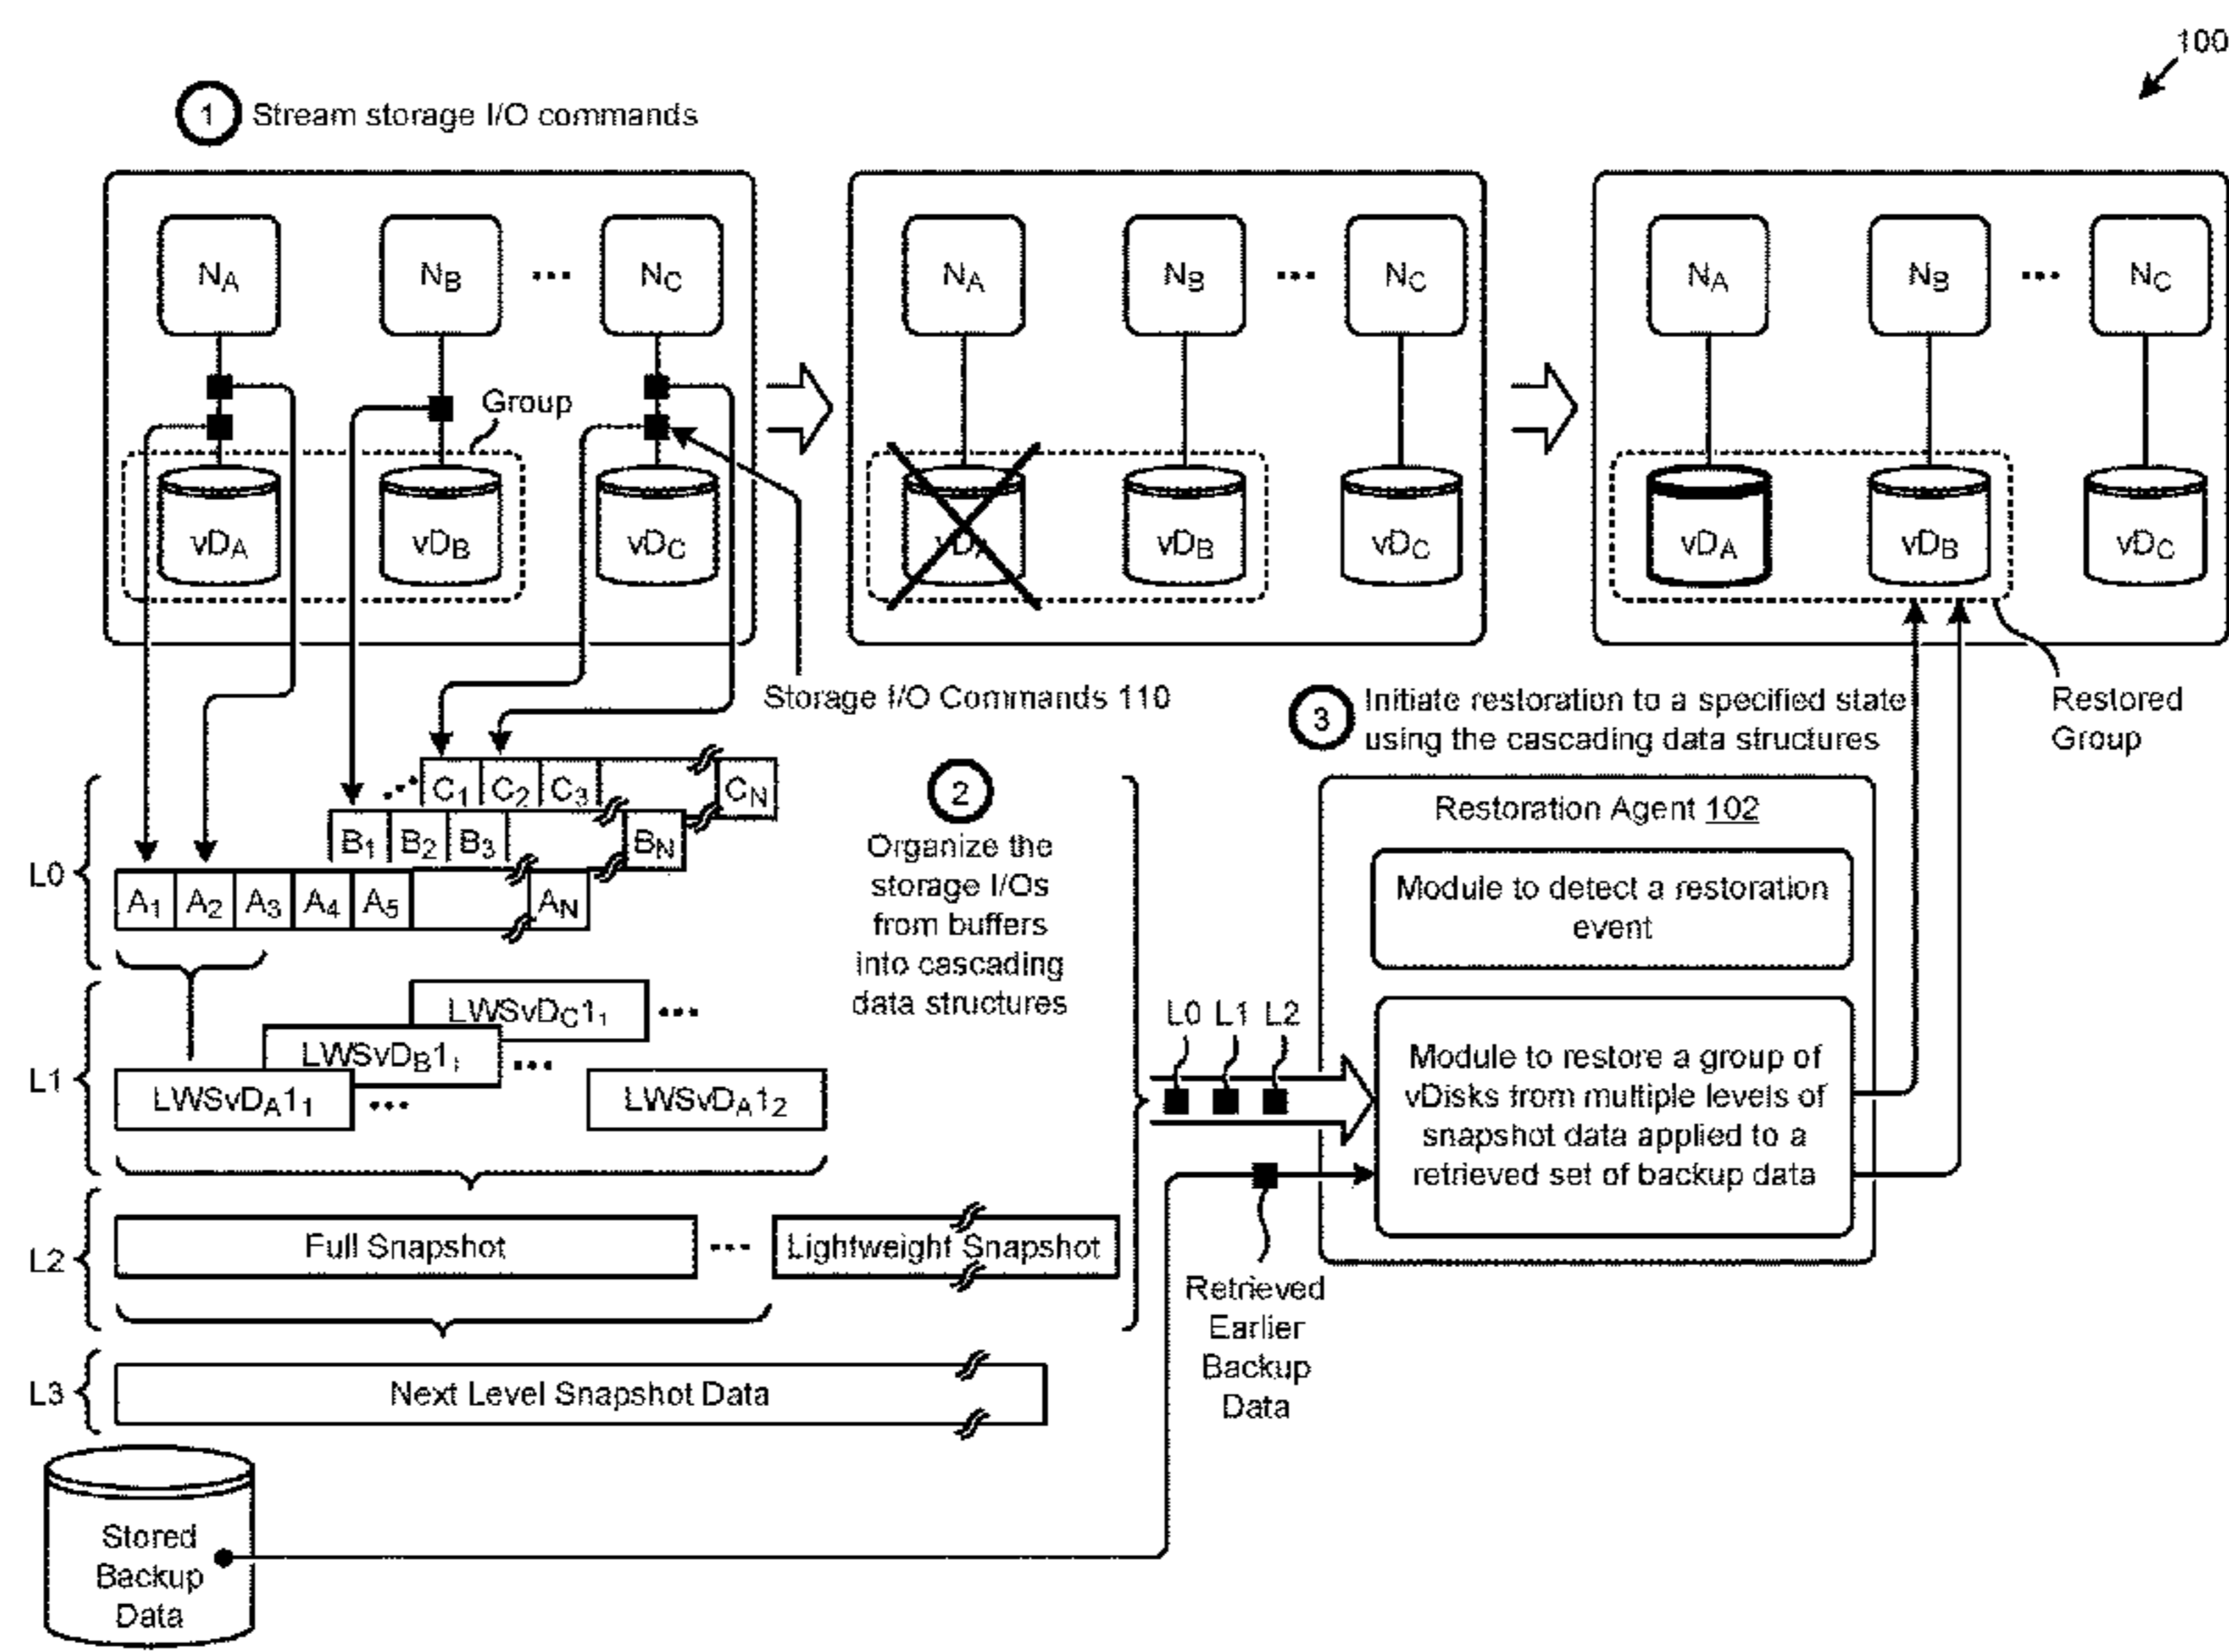 100
1 Stream storage I/O commands
NA NB ... NC
NA NB ... NC
NA NB ... NC
Group
vDA vDB vDC
vDA vDB vDC
vDA vDB vDC
Storage I/O Commands 110
3 Initiate restoration to a specified state
using the cascading data structures
Restored
Group
L0
C1 C2 C3 CN
B1 B2 B3 BN
A1 A2 A3 A4 A5 AN
2
Organize the
storage I/Os
from buffers
into cascading
data structures
Restoration Agent 102
Module to detect a restoration
event
L1
LWSvDC11 ...
LWSvDB11 ...
LWSvDA11 ... LWSvDA12
L0 L1 L2
Module to restore a group of
vDisks from multiple levels of
snapshot data applied to a
retrieved set of backup data
L2
Full Snapshot ... Lightweight Snapshot
Retrieved
Earlier
Backup
Data
L3
Next Level Snapshot Data
Stored
Backup
Data